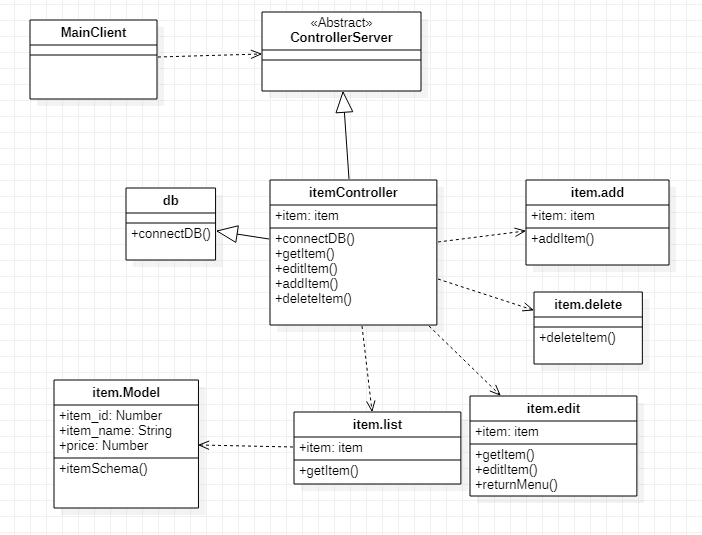 MainClient
«Abstract»
ControllerServer
db
+connectDB()
itemController
+item: item
+connectDB()
+getItem()
+editItem()
+addItem()
+deleteItem()
item.add
+item: item
+addItem()
item.delete
+deleteItem()
item.Model
+item_id: Number
+item_name: String
+price: Number
+itemSchema()
item.list
+item: item
+getItem()
item.edit
+item: item
+getItem()
+editItem()
+returnMenu()